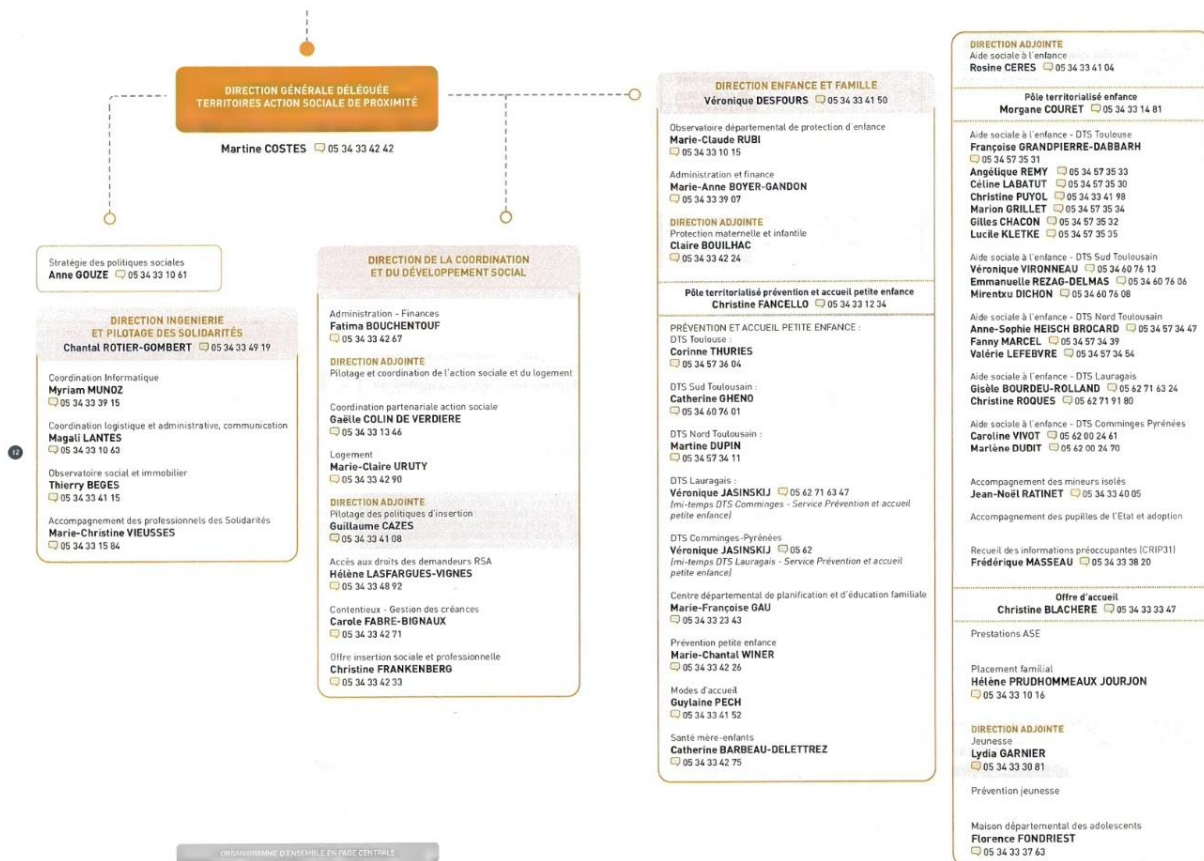 DIRECTION GÉNÉRALE DÉLÉGUÉE
TERRITOIRES ACTION SOCIALE DE PROXIMITÉ
Martine COSTES 05 34 33 42 42
Stratégie des politiques sociales
Anne GOUZE 05 34 33 10 61
DIRECTION INGENIERIE
ET PILOTAGE DES SOLIDARITÉS
Chantal ROTIER-GOMBERT 05 34 33 49 19
Coordination Informatique
Myriam MUNOZ
05 34 33 39 15
Coordination logistique et administrative, communication
Magali LANTES
05 34 33 10 63
Observatoire social et immobilier
Thierry BEGES
05 34 33 41 15
Accompagnement des professionnels des Solidarités
Marie-Christine VIEUSSES
05 34 33 15 84
12
DIRECTION DE LA COORDINATION
ET DU DÉVELOPPEMENT SOCIAL
Administration - Finances
Fatima BOUCHENTOUF
05 34 33 42 67
DIRECTION ADJOINTE
Pilotage et coordination de l'action sociale et du logement
Coordination partenariale action sociale
Gaëlle COLIN DE VERDIERE
05 34 33 13 46
Logement
Marie-Claire URUTY
05 34 33 42 90
DIRECTION ADJOINTE
Pilotage des politiques d'insertion
Guillaume CAZES
05 34 33 41 08
Accès aux droits des demandeurs RSA
Hélène LASFARGUES-VIGNES
05 34 33 48 92
Contentieux - Gestion des créances
Carole FABRE-BIGNAUX
05 34 33 42 71
Offre insertion sociale et professionnelle
Christine FRANKENBERG
05 34 33 42 33
DIRECTION ENFANCE ET FAMILLE
Véronique DESFOURS 05 34 33 41 50
Observatoire départemental de protection d'enfance
Marie-Claude RUBI
05 34 33 10 15
Administration et finance
Marie-Anne BOYER-GANDON
05 34 33 39 07
DIRECTION ADJOINTE
Protection maternelle et infantile
Claire BOUILHAC
05 34 33 42 24
Pôle territorialisé prévention et accueil petite enfance
Christine FANCELLO 05 34 33 12 34
PRÉVENTION ET ACCUEIL PETITE ENFANCE :
DTS Toulouse :
Corinne THURIES
05 34 57 36 04
DTS Sud Toulousain :
Catherine GHENO
05 34 60 76 01
DTS Nord Toulousain :
Martine DUPIN
05 34 57 34 11
DTS Lauragais :
Véronique JASINSKIJ 05 62 71 63 47
(mi-temps DTS Comminges - Service Prévention et accueil
petite enfance)
DTS Comminges-Pyrénées
Véronique JASINSKIJ 05 62
(mi-temps DTS Lauragais - Service Prévention et accueil
petite enfance)
Centre départemental de planification et d'éducation familiale
Marie-Françoise GAU
05 34 33 23 43
Prévention petite enfance
Marie-Chantal WINER
05 34 33 42 26
Modes d'accueil
Guylaine PECH
05 34 33 41 52
Santé mère-enfants
Catherine BARBEAU-DELETTREZ
05 34 33 42 75
DIRECTION ADJOINTE
Aide sociale à l'enfance
Rosine CERES 05 34 33 41 04
Pôle territorialisé enfance
Morgane COURET 05 34 33 14 81
Aide sociale à l'enfance - DTS Toulouse
Françoise GRANDPIERRE-DABBARH
05 34 57 35 31
Angélique REMY 05 34 57 35 33
Céline LABATUT 05 34 57 35 30
Christine PUYOL 05 34 33 41 98
Marion GRILLET 05 34 57 35 34
Gilles CHACON 05 34 57 35 32
Lucile KLETKE 05 34 57 35 35
Aide sociale à l'enfance - DTS Sud Toulousain
Véronique VIRONNEAU 05 34 60 76 13
Emmanuelle REZAG-DELMAS 05 34 60 76 06
Mirentxu DICHON 05 34 60 76 08
Aide sociale à l'enfance - DTS Nord Toulousain
Anne-Sophie HEISCH BROCARD 05 34 57 34 47
Fanny MARCEL 05 34 57 34 39
Valérie LEFEBVRE 05 34 57 34 54
Aide sociale à l'enfance - DTS Lauragais
Gisèle BOURDEU-ROLLAND 05 62 71 63 24
Christine ROQUES 05 62 71 91 80
Aide sociale à l'enfance - DTS Comminges Pyrénées
Caroline VIVOT 05 62 00 24 61
Marlène DUDIT 05 62 00 24 70
Accompagnement des mineurs isolés
Jean-Noël RATINET 05 34 33 40 05
Accompagnement des pupilles de l'Etat et adoption
Recueil des informations préoccupantes (CRIP31)
Frédérique MASSEAU 05 34 33 38 20
Offre d'accueil
Christine BLACHERE 05 34 33 33 47
Prestations ASE
Placement familial
Hélène PRUDHOMMEAUX JOURJON
05 34 33 10 16
DIRECTION ADJOINTE
Jeunesse
Lydia GARNIER
05 34 33 30 81
Prévention jeunesse
Maison départemental des adolescents
Florence FONDRIEST
05 34 33 37 63
ORGANIGRAMME D'ENSEMBLE EN PAGE CENTRALE